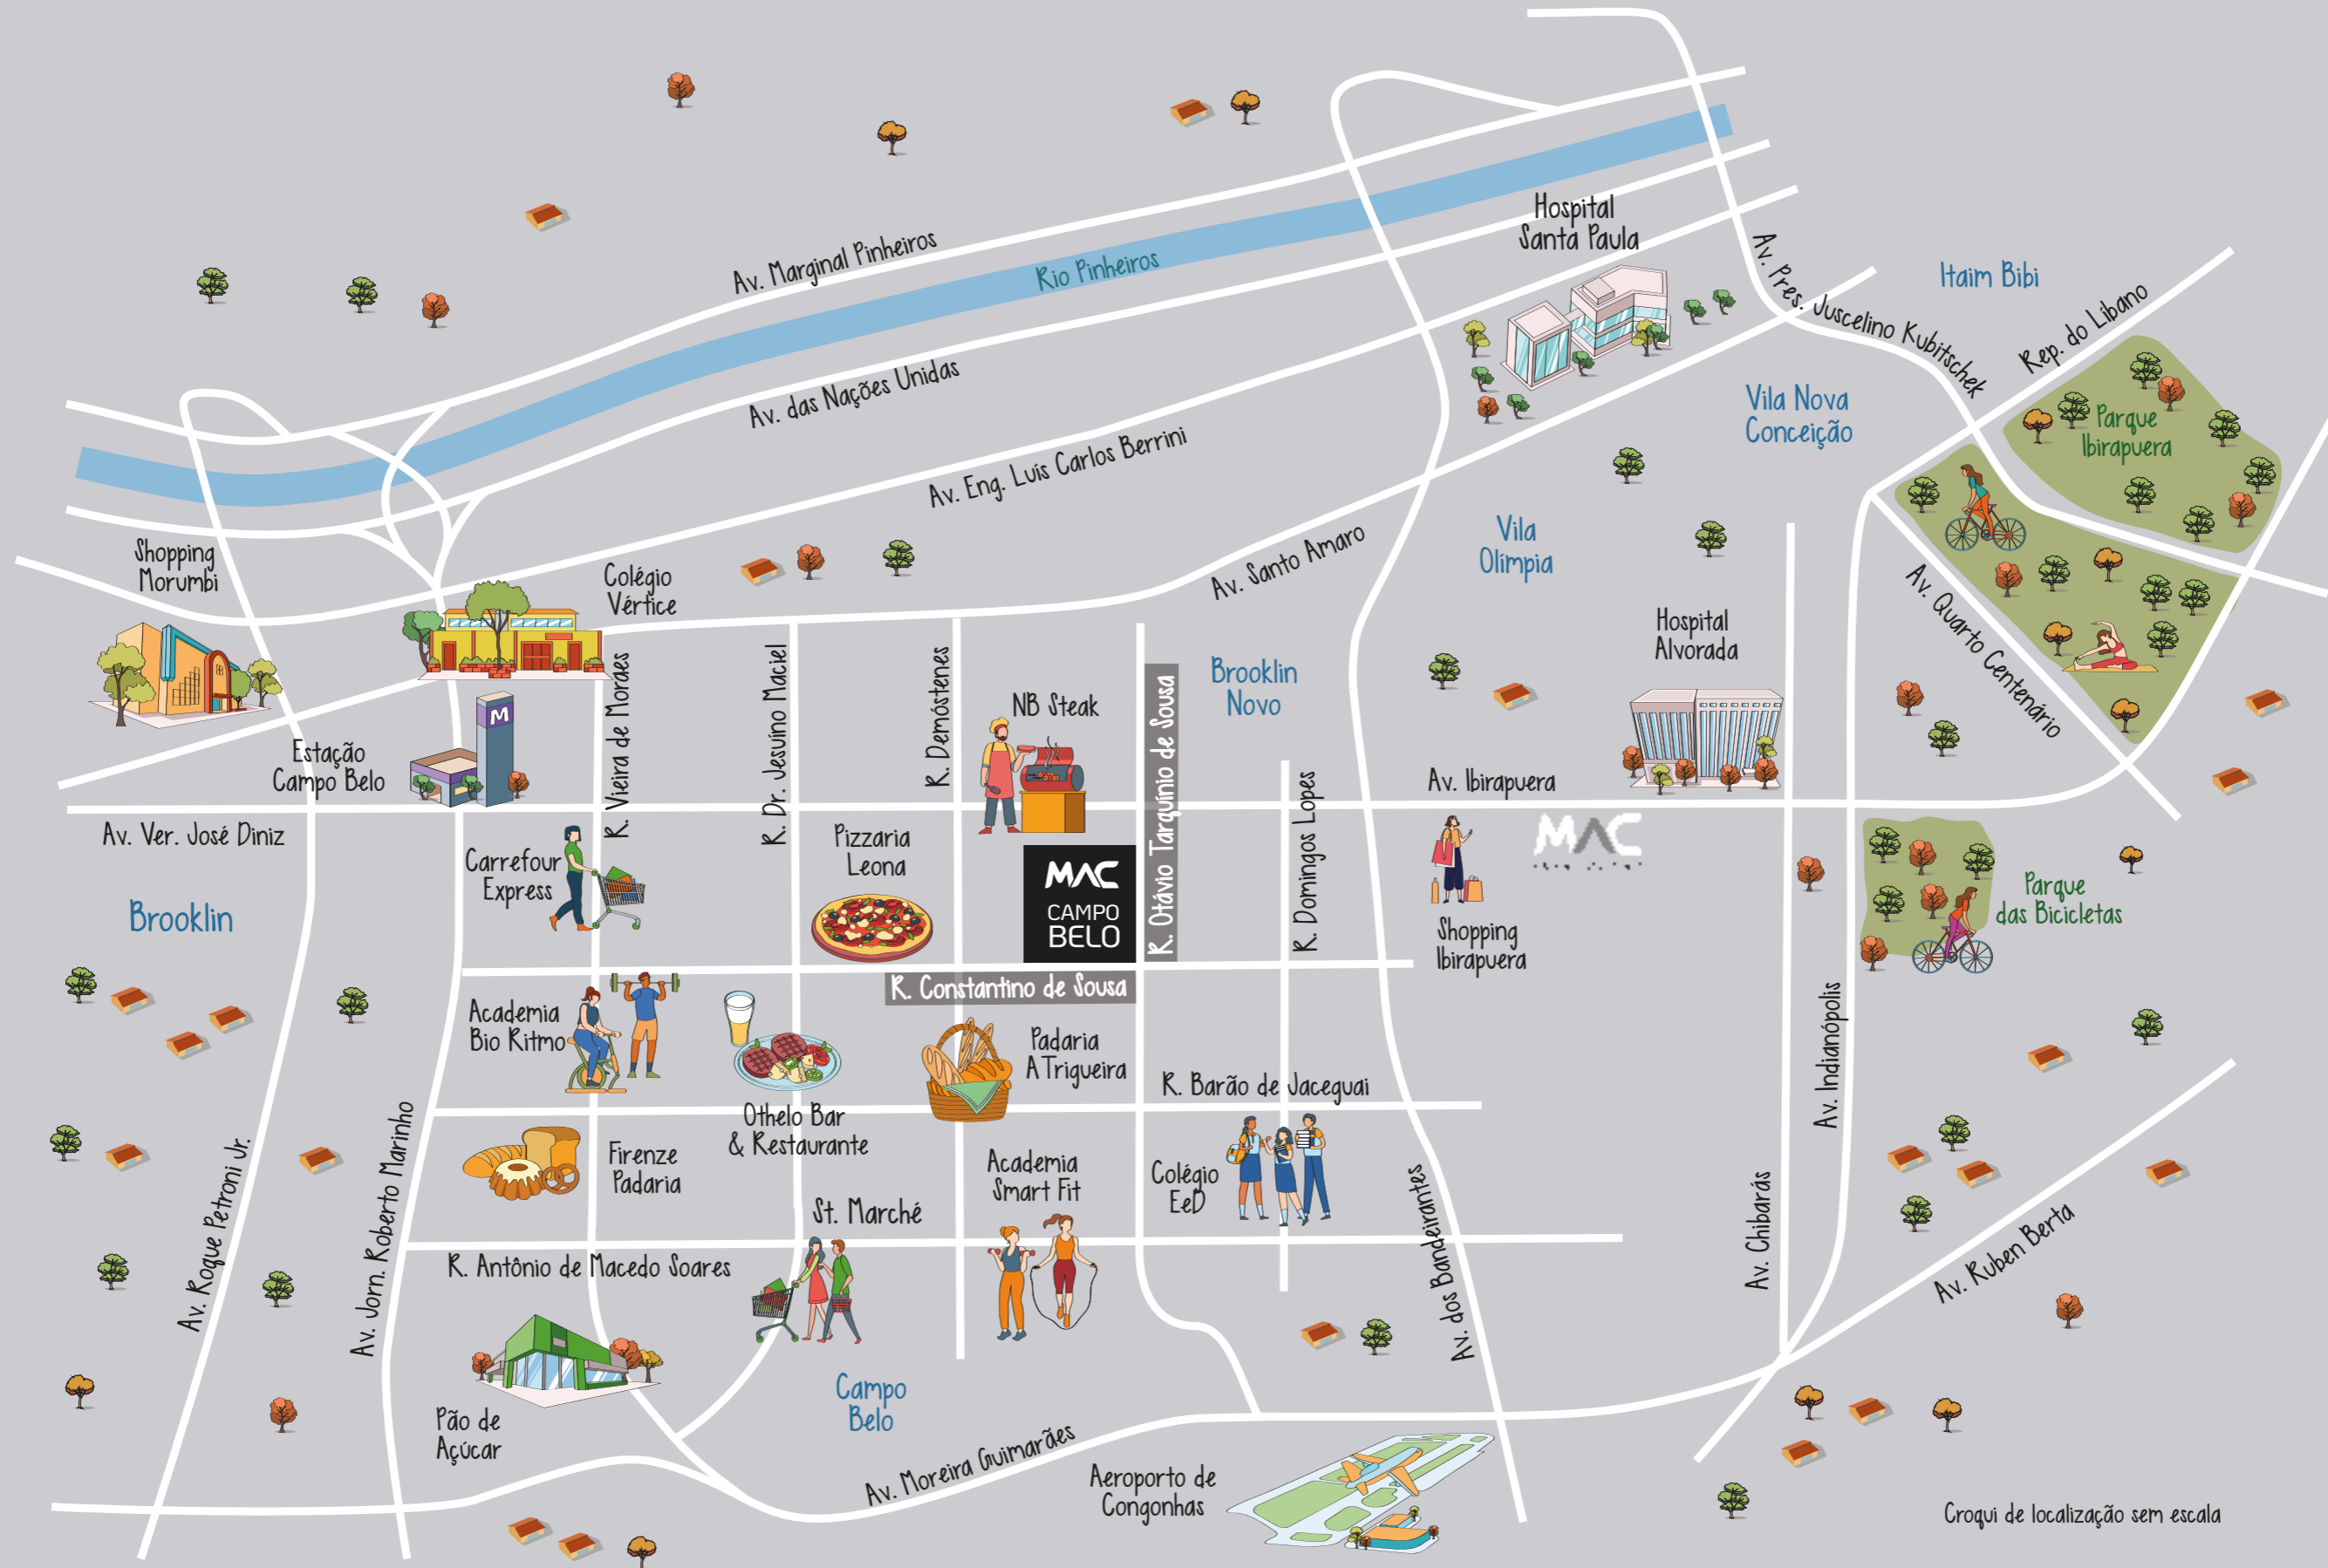 Hospital
Santa Paula
Av. Marginal Pinheiros
Rio Pinheiros
Av. Pres. Juscelino Kubitschek
Itaim Bibi
Rep. do Líbano
Av. das Nações Unidas
Vila Nova
Conceição
Parque
Ibirapuera
Av. Eng. Luís Carlos Berrini
Shopping
Morumbi
Colégio
Vértice
Av. Santo Amaro
Vila
Olímpia
Av. Quarto Centenário
Hospital
Alvorada
R. Vieira de Moraes
R. Dr. Jesuíno Maciel
R. Demóstenes
NB Steak
R. Otávio Tarquínio de Sousa
Brooklin
Novo
M
Estação
Campo Belo
Av. Ibirapuera
R. Domingos Lopes
Av. Ver. José Diniz
Carrefour
Express
Pizzaria
Leona
MAC
CAMPO
BELO
MAC
Brooklin
Shopping
Ibirapuera
Parque
das Bicicletas
R. Constantino de Sousa
Academia
Bio Ritmo
Padaria
A Trigueira
Av. Indianópolis
R. Barão de Jaceguai
Othelo Bar
& Restaurante
Firenze
Padaria
Academia
Smart Fit
Colégio
EeD
Av. Roque Petroni Jr.
Av. Jorn. Roberto Marinho
St. Marché
Av. dos Bandeirantes
Av. Chibarás
Av. Ruben Berta
R. Antônio de Macedo Soares
Pão de
Açúcar
Campo
Belo
Av. Moreira Guimarães
Aeroporto de
Congonhas
Croqui de localização sem escala